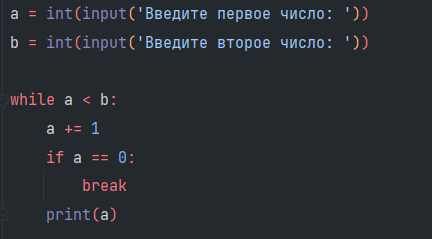 a = int(input('Введите первое число: '))
b = int(input('Введите второе число: '))

while a < b:
    a += 1
    if a == 0:
        break
    print(a)